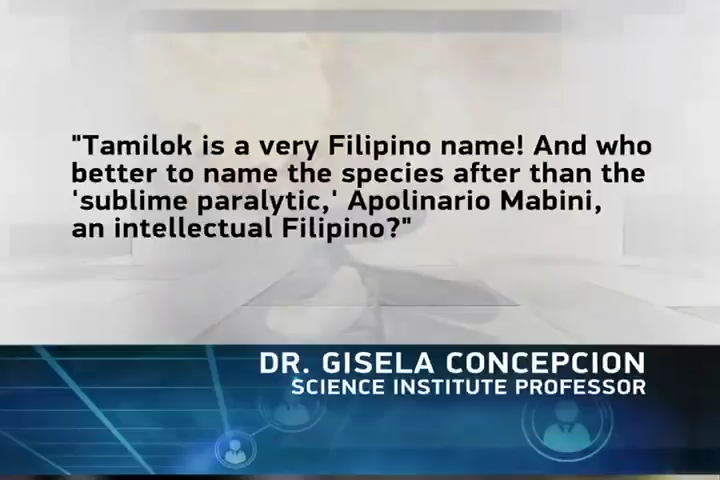 "Tamilok is a very Filipino name! And who
better to name the species after than the
'sublime paralytic,' Apolinario Mabini,
an intellectual Filipino?"
DR. GISELA CONCEPCION
SCIENCE INSTITUTE PROFESSOR